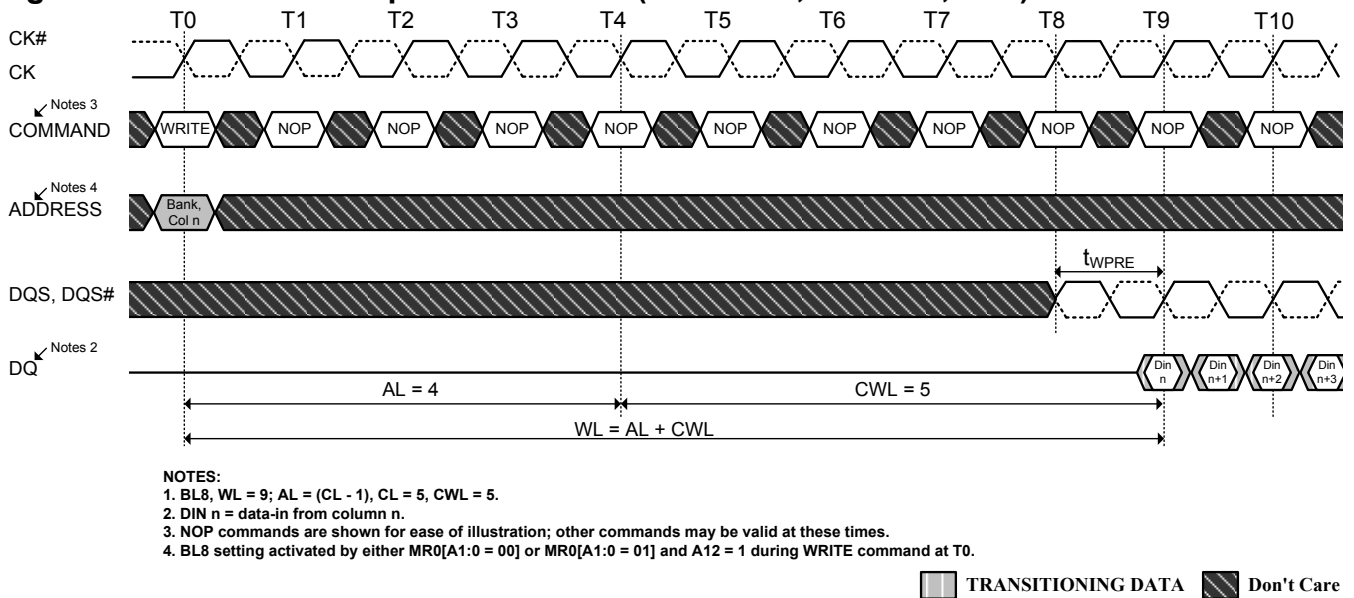 T0 T1 T2 T3 T4 T5 T6 T7 T8 T9 T10
CK#
CK
Notes 3
COMMAND WRITE NOP NOP NOP NOP NOP NOP NOP NOP NOP NOP
Notes 4
ADDRESS Bank, Col n
tWPRE
DQS, DQS#
Notes 2
DQ Din n Din n+1 Din n+2 Din n+3
AL = 4 CWL = 5
WL = AL + CWL
NOTES:
1. BL8, WL = 9; AL = (CL - 1), CL = 5, CWL = 5.
2. DIN n = data-in from column n.
3. NOP commands are shown for ease of illustration; other commands may be valid at these times.
4. BL8 setting activated by either MR0[A1:0 = 00] or MR0[A1:0 = 01] and A12 = 1 during WRITE command at T0.
TRANSITIONING DATA Don't Care